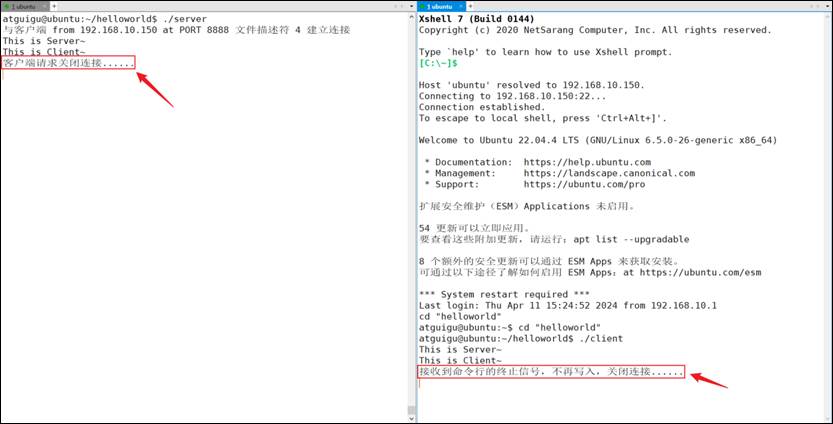 1 ubuntu
atguigu@ubuntu:~/helloworld$ ./server
与客户端 from 192.168.10.150 at PORT 8888 文件描述符 4 建立连接
This is Server~
This is Client~
客户端请求关闭连接......
1 ubuntu
Xshell 7 (Build 0144)
Copyright (c) 2020 NetSarang Computer, Inc. All rights reserved.
Type `help' to learn how to use Xshell prompt.
[C:\~]$
Host 'ubuntu' resolved to 192.168.10.150.
Connecting to 192.168.10.150:22...
Connection established.
To escape to local shell, press 'Ctrl+Alt+]'.
Welcome to Ubuntu 22.04.4 LTS (GNU/Linux 6.5.0-26-generic x86_64)
* Documentation:  https://help.ubuntu.com
* Management:     https://landscape.canonical.com
* Support:        https://ubuntu.com/pro
扩展安全维护（ESM）Applications 未启用。
54 更新可以立即应用。
要查看这些附加更新，请运行：apt list --upgradable
8 个额外的安全更新可以通过 ESM Apps 来获取安装。
可通过以下途径了解如何启用 ESM Apps：at https://ubuntu.com/esm
*** System restart required ***
Last login: Thu Apr 11 15:24:52 2024 from 192.168.10.1
cd "helloworld"
atguigu@ubuntu:~$ cd "helloworld"
atguigu@ubuntu:~/helloworld$ ./client
This is Server~
This is Client~
接收到命令行的终止信号，不再写入，关闭连接......